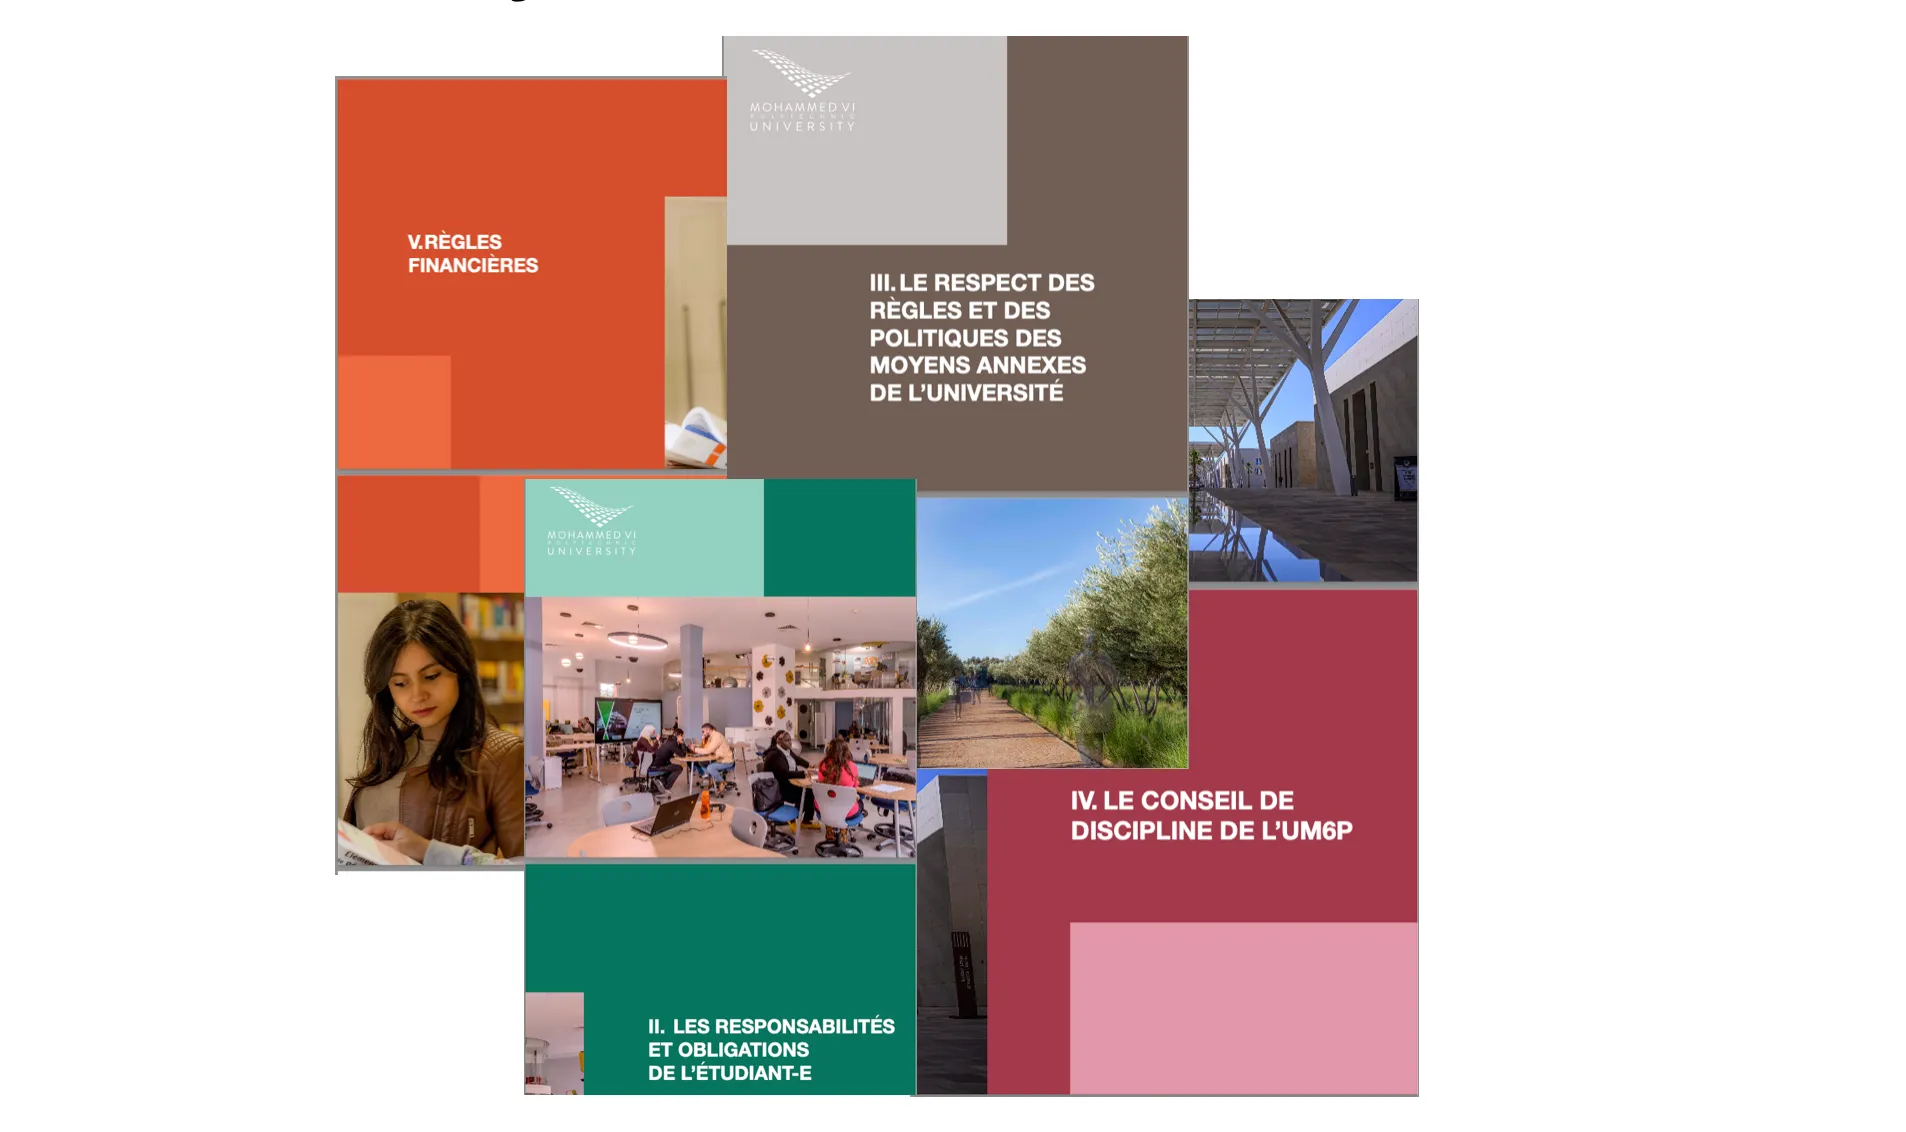 MOHAMMED VI
POLYTECHNIC
UNIVERSITY
V.RÈGLES
FINANCIÈRES
III. LE RESPECT DES
RÈGLES ET DES
POLITIQUES DES
MOYENS ANNEXES
DE L’UNIVERSITÉ
MOHAMMED VI
POLYTECHNIC
UNIVERSITY
IV. LE CONSEIL DE
DISCIPLINE DE L’UM6P
II. LES RESPONSABILITÉS
ET OBLIGATIONS
DE L’ÉTUDIANT-E